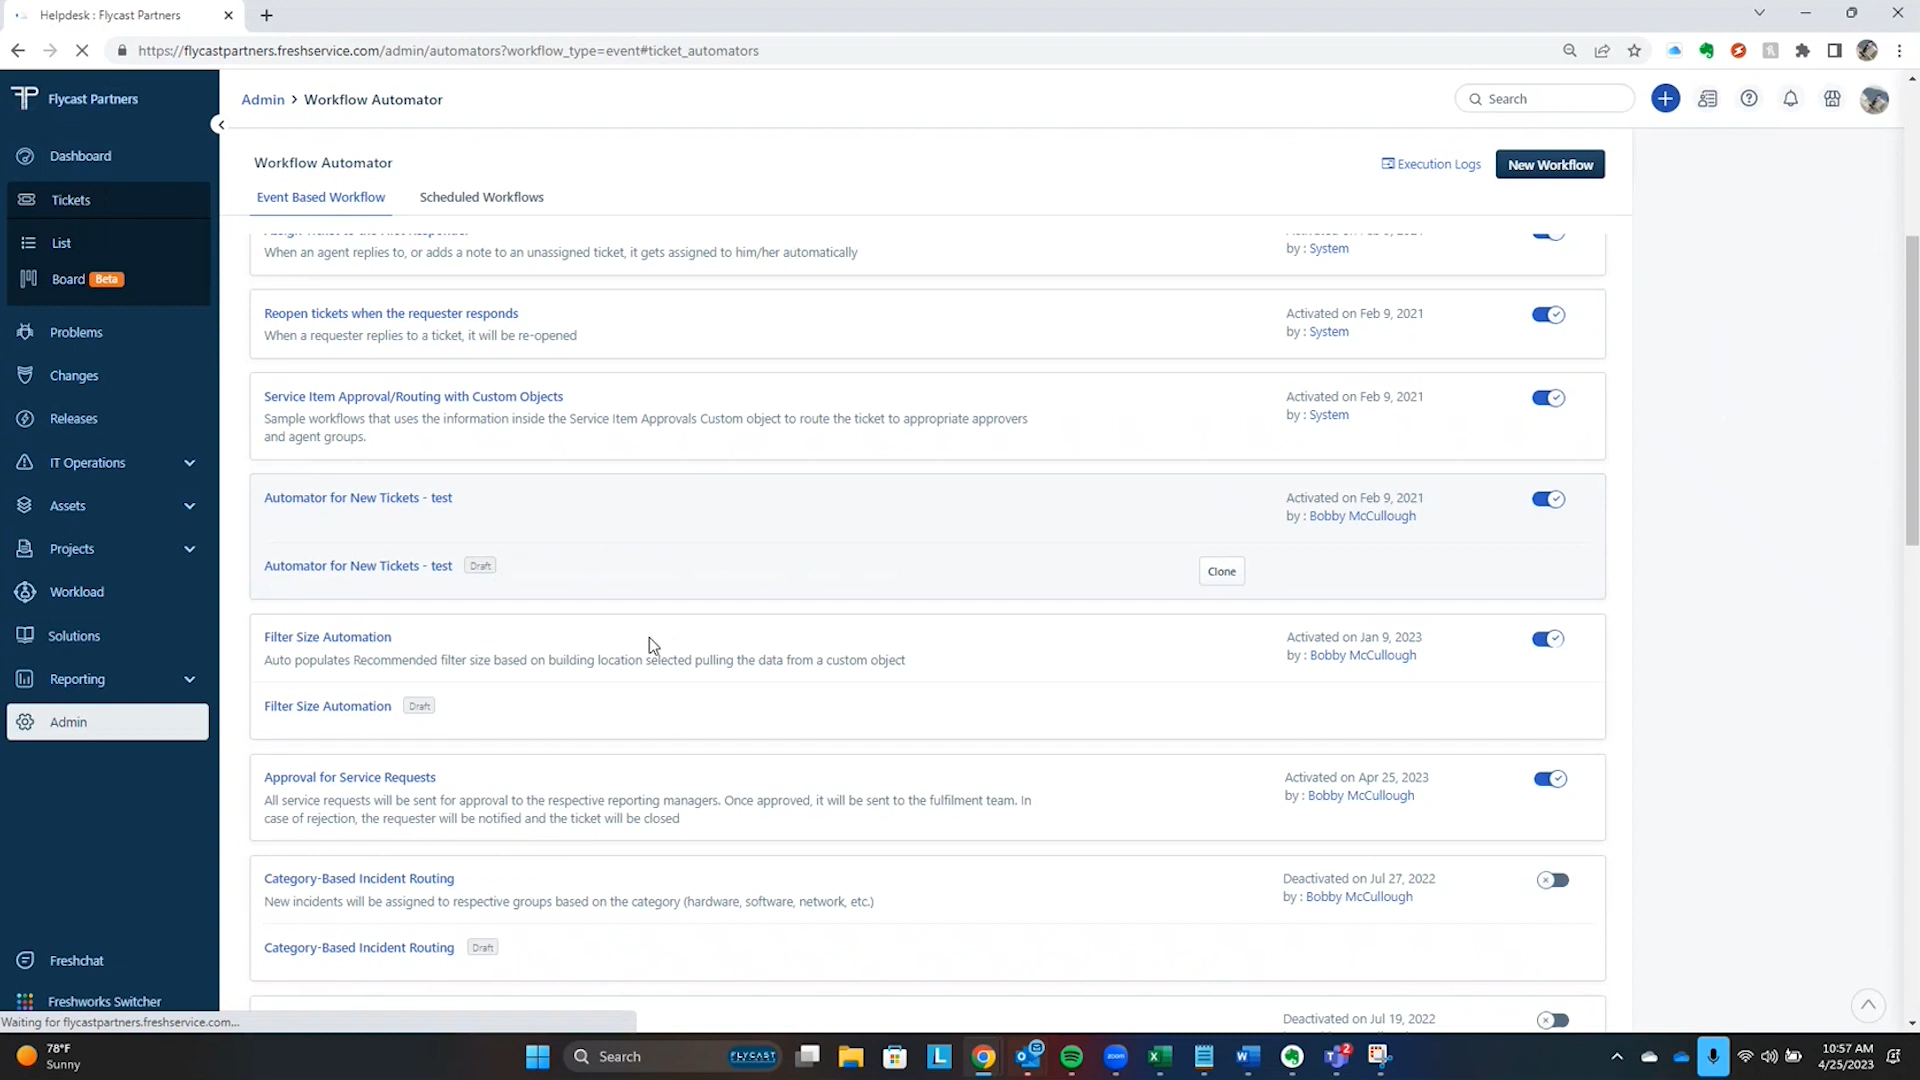 Helpdesk : Flycast Partners
https://flycastpartners.freshservice.com/admin/automators?workflow_type=event#ticket_automators
Flycast Partners
Admin > Workflow Automator
Search
Dashboard
Workflow Automator
Execution Logs
New Workflow
Tickets
Event Based Workflow
Scheduled Workflows
List
When an agent replies to, or adds a note to an unassigned ticket, it gets assigned to him/her automatically
by : System
Board Beta
Reopen tickets when the requester responds
Activated on Feb 9, 2021
When a requester replies to a ticket, it will be re-opened
by : System
Problems
Changes
Service Item Approval/Routing with Custom Objects
Activated on Feb 9, 2021
Sample workflows that uses the information inside the Service Item Approvals Custom object to route the ticket to appropriate approvers
by : System
and agent groups.
Releases
IT Operations
Automator for New Tickets - test
Activated on Feb 9, 2021
by : Bobby McCullough
Assets
Projects
Automator for New Tickets - test Draft
Clone
Workload
Filter Size Automation
Activated on Jan 9, 2023
Auto populates Recommended filter size based on building location selected pulling the data from a custom object
by : Bobby McCullough
Solutions
Reporting
Filter Size Automation Draft
Admin
Approval for Service Requests
Activated on Apr 25, 2023
All service requests will be sent for approval to the respective reporting managers. Once approved, it will be sent to the fulfilment team. In
by : Bobby McCullough
case of rejection, the requester will be notified and the ticket will be closed
Category-Based Incident Routing
Deactivated on Jul 27, 2022
New incidents will be assigned to respective groups based on the category (hardware, software, network, etc.)
by : Bobby McCullough
Category-Based Incident Routing Draft
Freshchat
Freshworks Switcher
Deactivated on Jul 19, 2022
Waiting for flycastpartners.freshservice.com...
78°F
Sunny
Search
FLYCAST
zoom
2
10:57 AM
4/25/2023